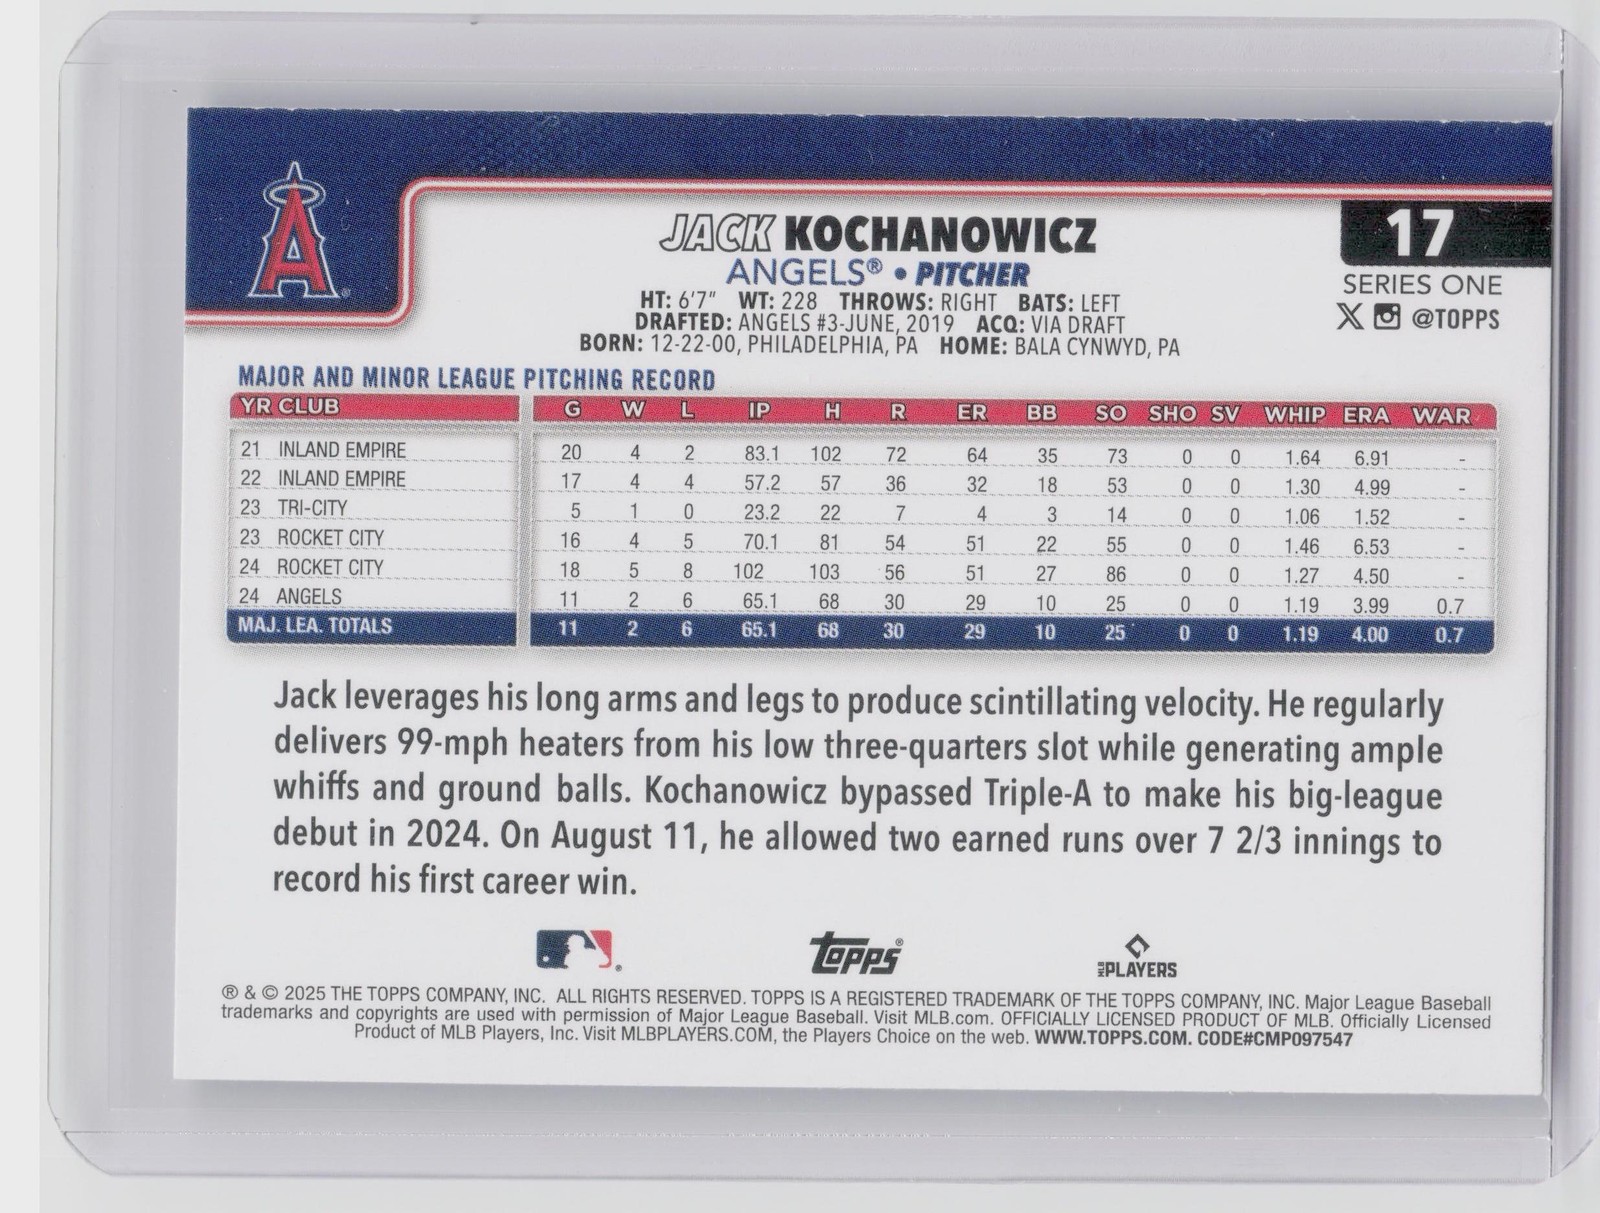 A
17
JACK KOCHANOWICZ
ANGELS® • PITCHER
SERIES ONE
@TOPPS
HT: 6'7" WT: 228 THROWS: RIGHT BATS: LEFT
DRAFTED: ANGELS #3-JUNE, 2019 ACQ: VIA DRAFT
BORN: 12-22-00, PHILADELPHIA, PA HOME: BALA CYNWYD, PA
MAJOR AND MINOR LEAGUE PITCHING RECORD
YR CLUB G W L IP H R ER BB SO SHO SV WHIP ERA WAR
21 INLAND EMPIRE 20 4 2 83.1 102 72 64 35 73 0 0 1.64 6.91 -
22 INLAND EMPIRE 17 4 4 57.2 57 36 32 18 53 0 0 1.30 4.99 -
23 TRI-CITY 5 1 0 23.2 22 7 4 3 14 0 0 1.06 1.52 -
23 ROCKET CITY 16 4 5 70.1 81 54 51 22 55 0 0 1.46 6.53 -
24 ROCKET CITY 18 5 8 102 103 56 51 27 86 0 0 1.27 4.50 -
24 ANGELS 11 2 6 65.1 68 30 29 10 25 0 0 1.19 3.99 0.7
MAJ. LEA. TOTALS 11 2 6 65.1 68 30 29 10 25 0 0 1.19 4.00 0.7
Jack leverages his long arms and legs to produce scintillating velocity. He regularly
delivers 99-mph heaters from his low three-quarters slot while generating ample
whiffs and ground balls. Kochanowicz bypassed Triple-A to make his big-league
debut in 2024. On August 11, he allowed two earned runs over 7 2/3 innings to
record his first career win.
TOPPS®
MLB PLAYERS
® & © 2025 THE TOPPS COMPANY, INC. ALL RIGHTS RESERVED. TOPPS IS A REGISTERED TRADEMARK OF THE TOPPS COMPANY, INC. Major League Baseball
trademarks and copyrights are used with permission of Major League Baseball. Visit MLB.com. OFFICIALLY LICENSED PRODUCT OF MLB. Officially Licensed
Product of MLB Players, Inc. Visit MLBPLAYERS.COM, the Players Choice on the web. WWW.TOPPS.COM. CODE#CMP097547